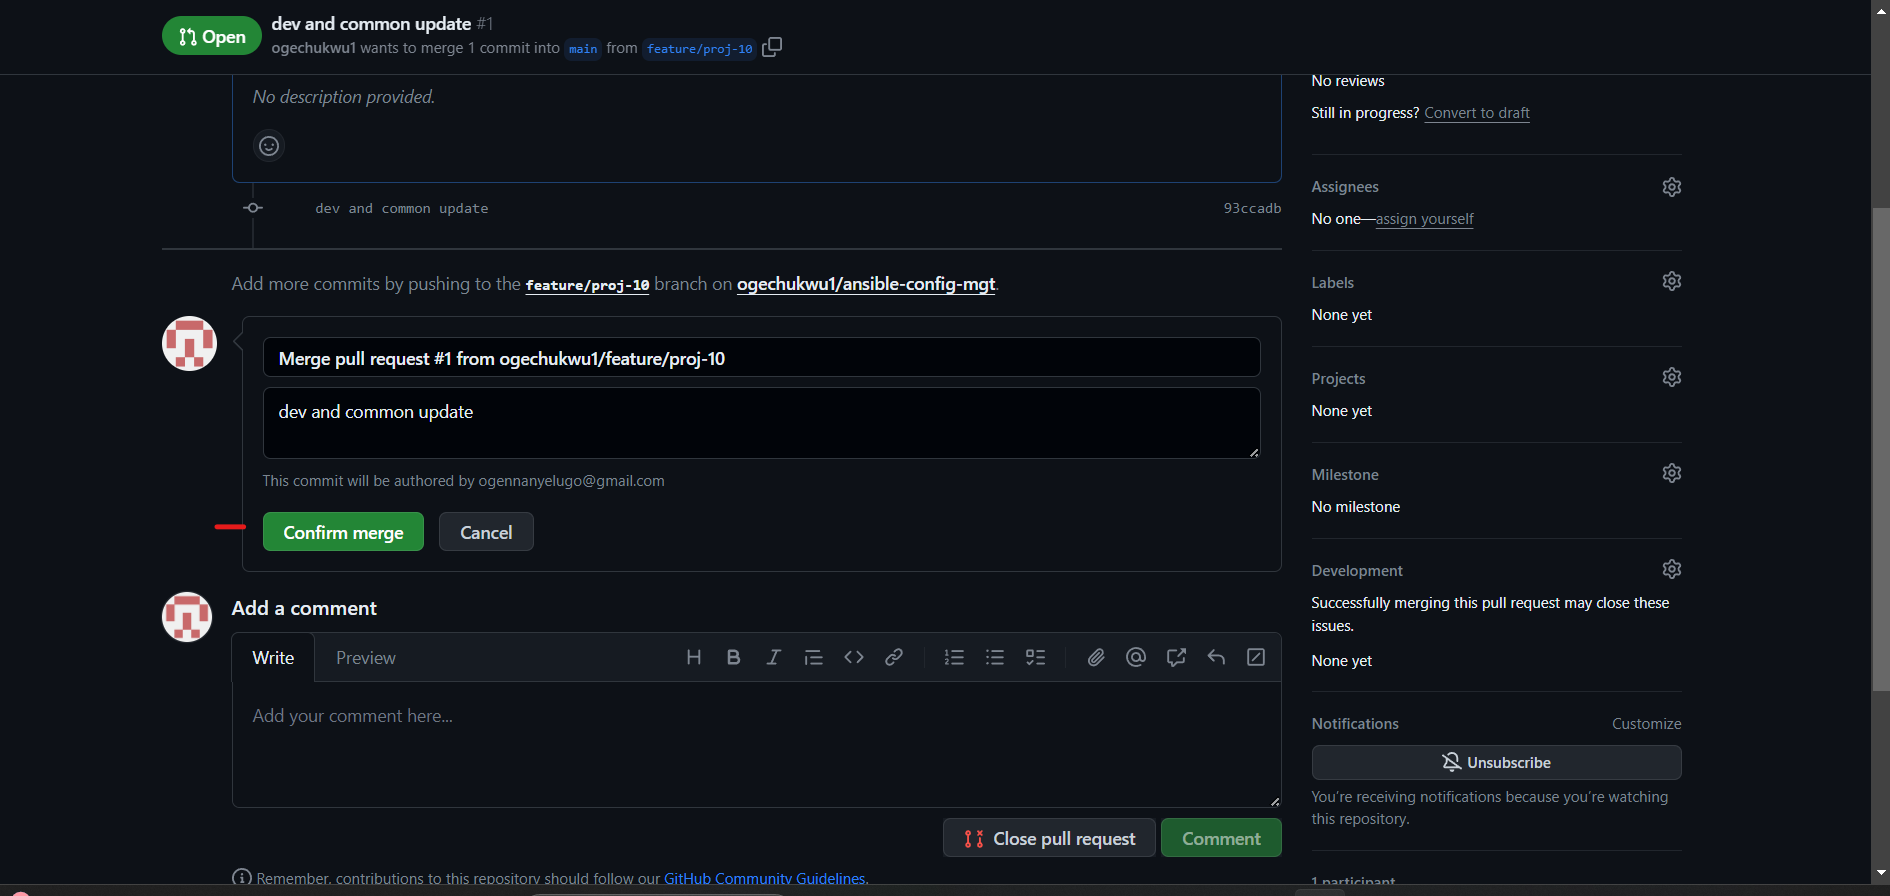 Open
dev and common update #1
ogechukwu1 wants to merge 1 commit into main from feature/proj-10
No description provided.
dev and common update 93ccadb
Add more commits by pushing to the feature/proj-10 branch on ogechukwu1/ansible-config-mgt.
Merge pull request #1 from ogechukwu1/feature/proj-10
dev and common update
This commit will be authored by ogennanyelugo@gmail.com
Confirm merge Cancel
Add a comment
Write Preview
Add your comment here...
Close pull request Comment
Remember, contributions to this repository should follow our GitHub Community Guidelines.
No reviews
Still in progress? Convert to draft
Assignees
No one—assign yourself
Labels
None yet
Projects
None yet
Milestone
No milestone
Development
Successfully merging this pull request may close these
issues.
None yet
Notifications Customize
Unsubscribe
You're receiving notifications because you're watching
this repository.
1 participant